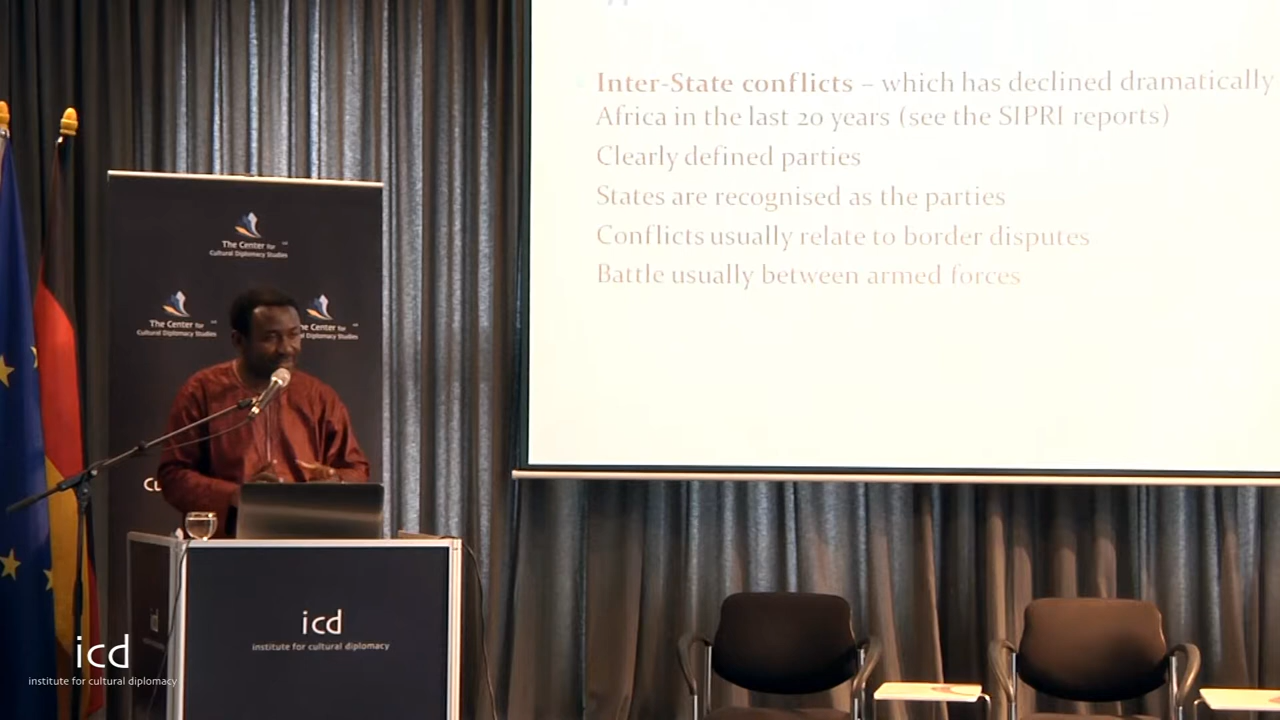 Inter-State conflicts – which has declined dramatically
Africa in the last 20 years (see the SIPRI reports)
Clearly defined parties
States are recognised as the parties
Conflicts usually relate to border disputes
Battle usually between armed forces
The Center for
Cultural Diplomacy Studies
The Center for
Cultural Diplomacy Studies
The Center for
Cultural Diplomacy Studies
Cu
icd
institute for cultural diplomacy
icd
institute for cultural diplomacy